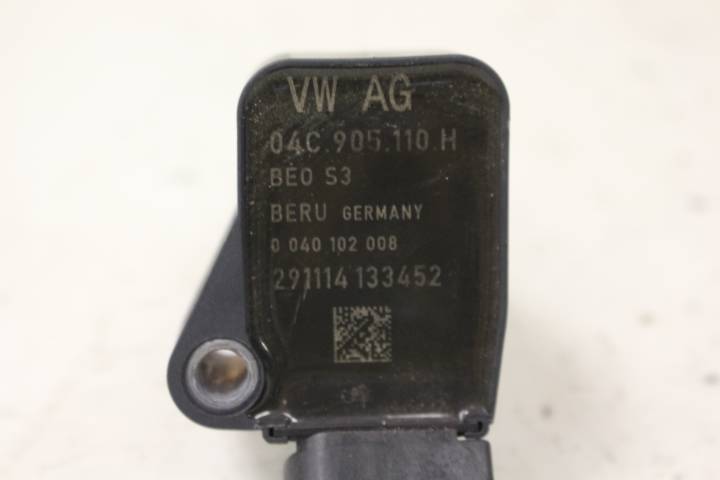 VW AG
04C.905.110.H
BEO S3
BERU GERMANY
0 040 102 008
291114 133452